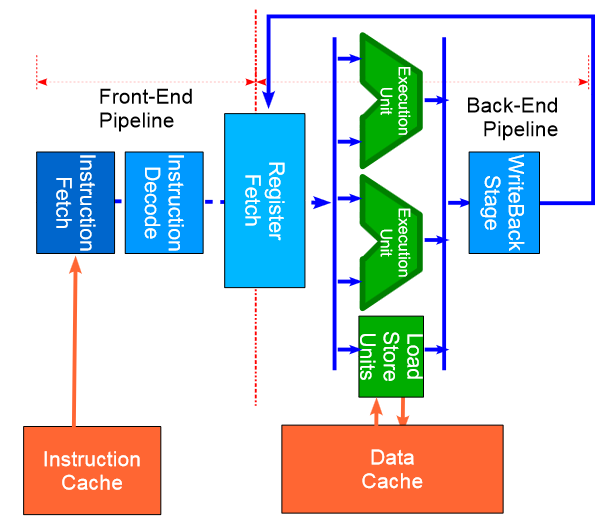 Front-End
Pipeline
Back-End
Pipeline
Instruction
Fetch
Instruction
Decode
Register
Fetch
Execution
Unit
Execution
Unit
WriteBack
Stage
Load
Store
Units
Instruction
Cache
Data
Cache